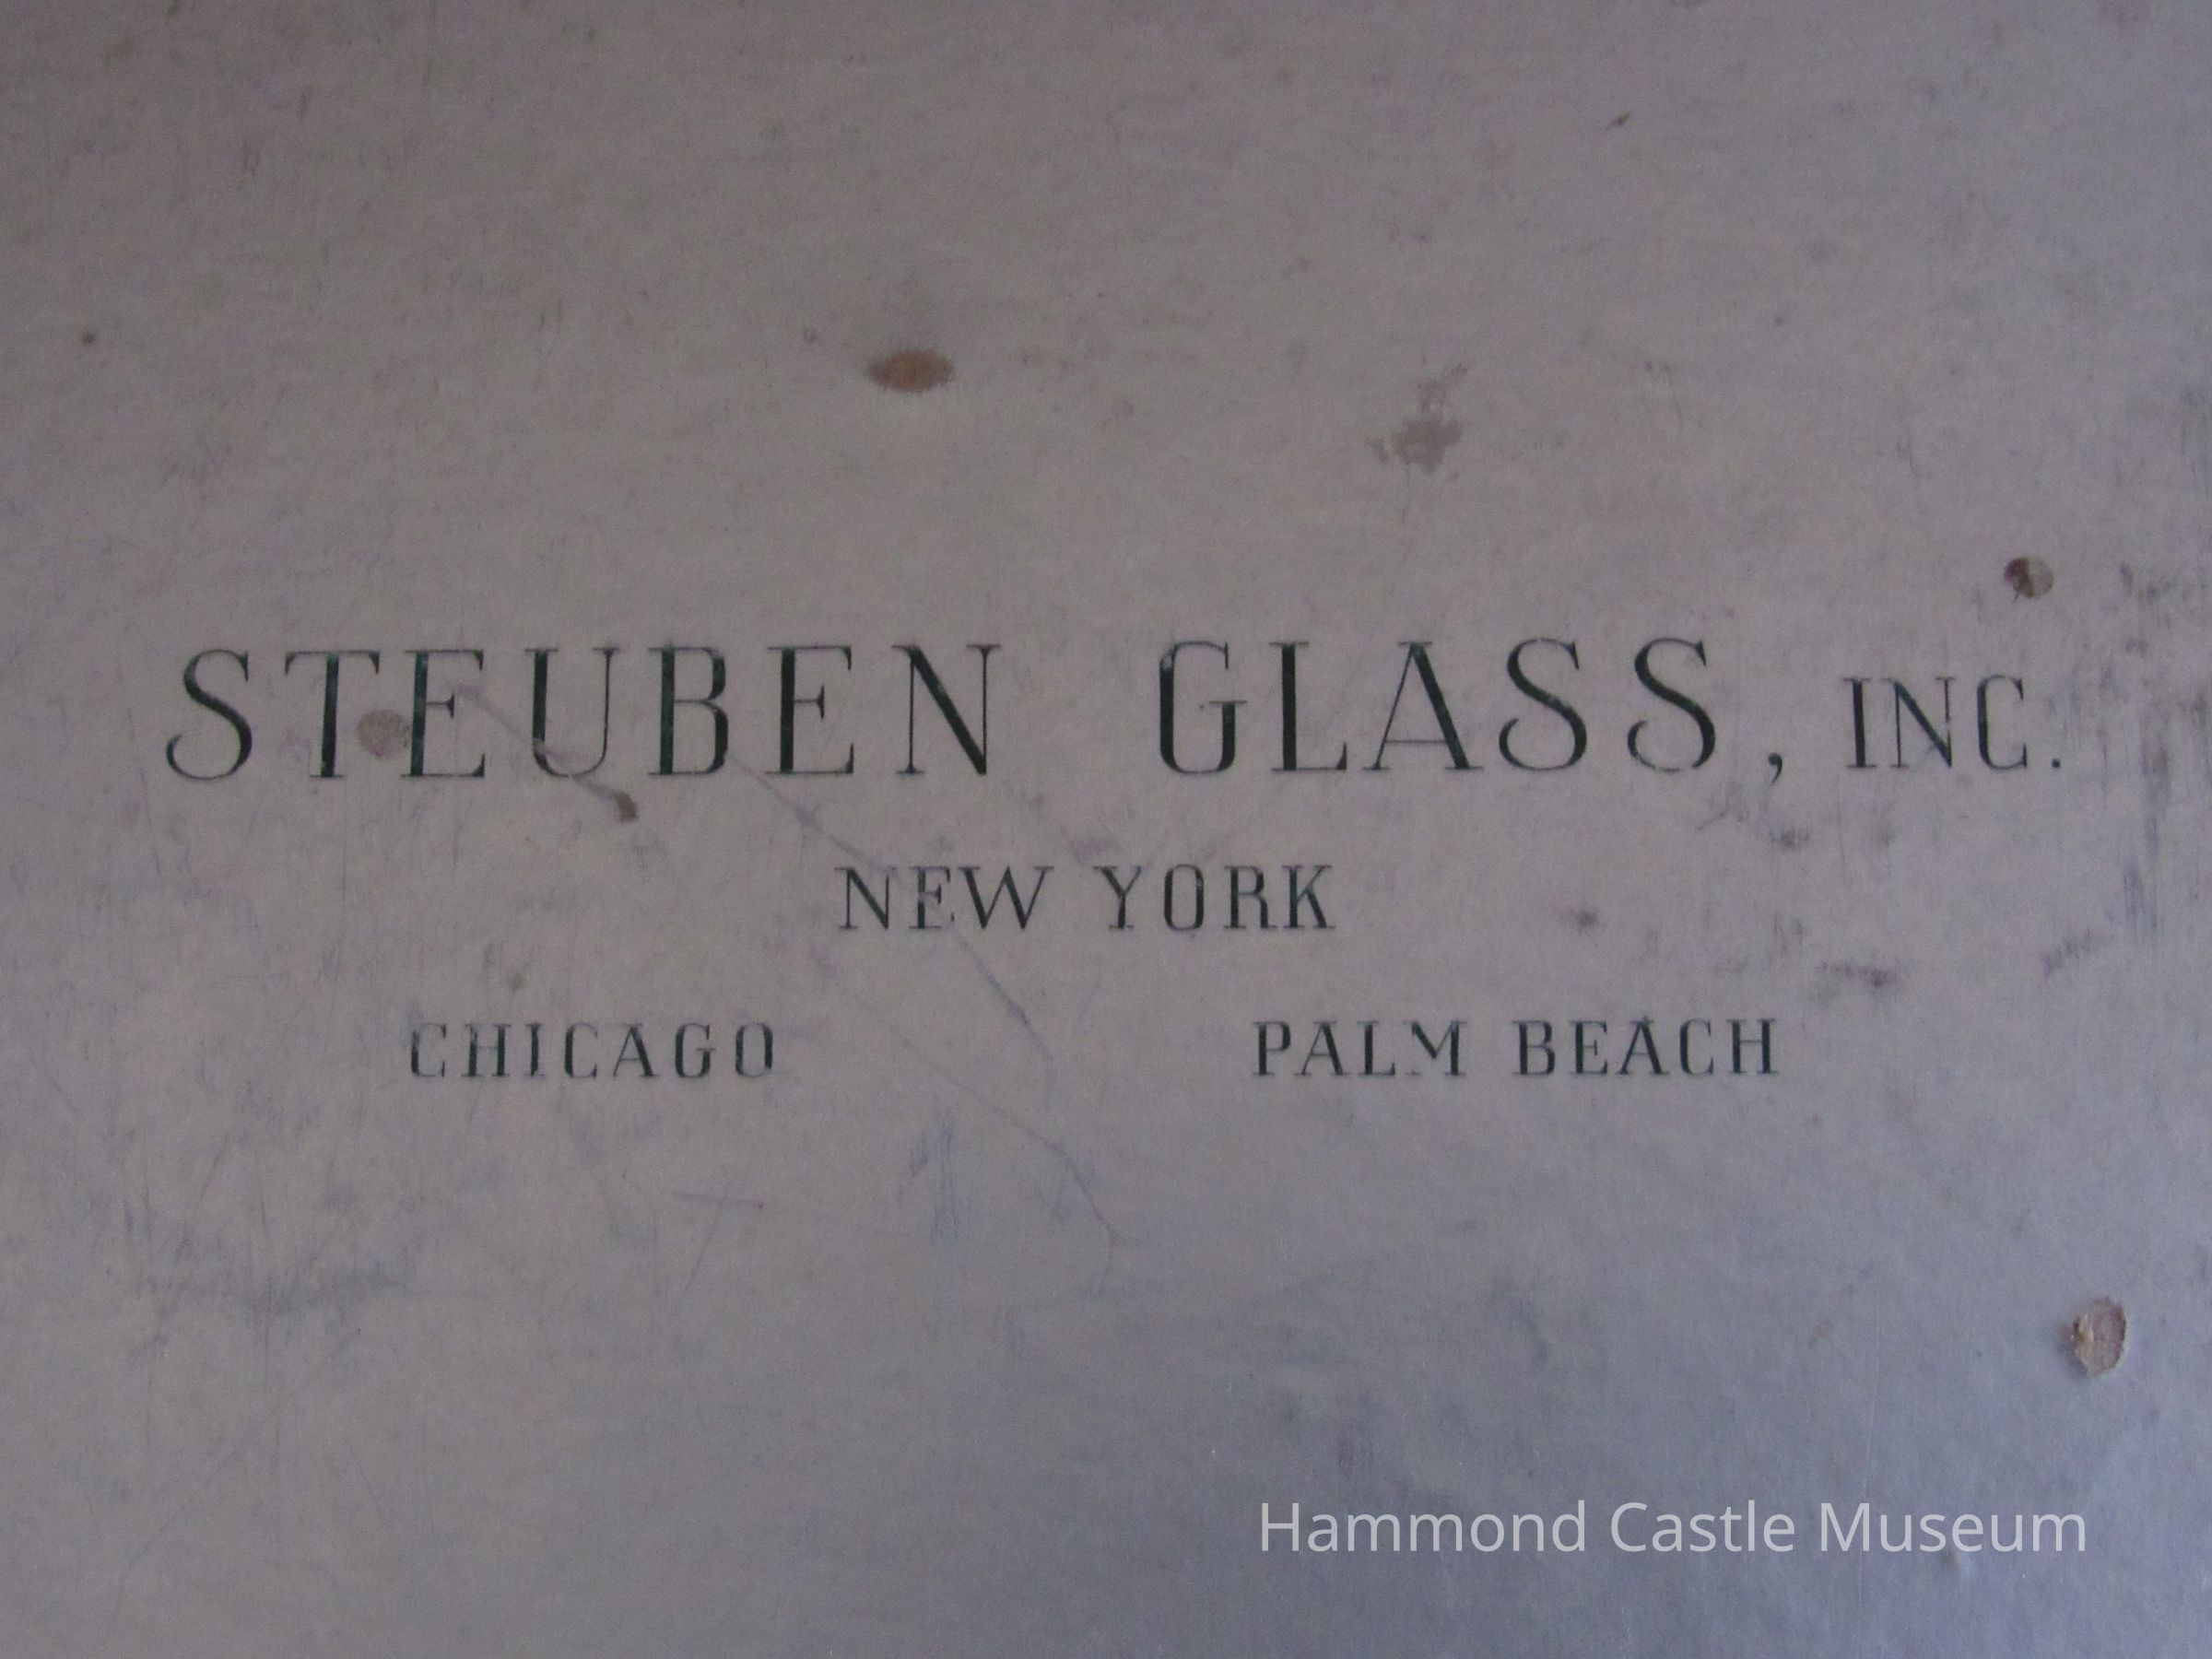 STEUBEN GLASS, INC.
NEW YORK
CHICAGO PALM BEACH
Hammond Castle Museum